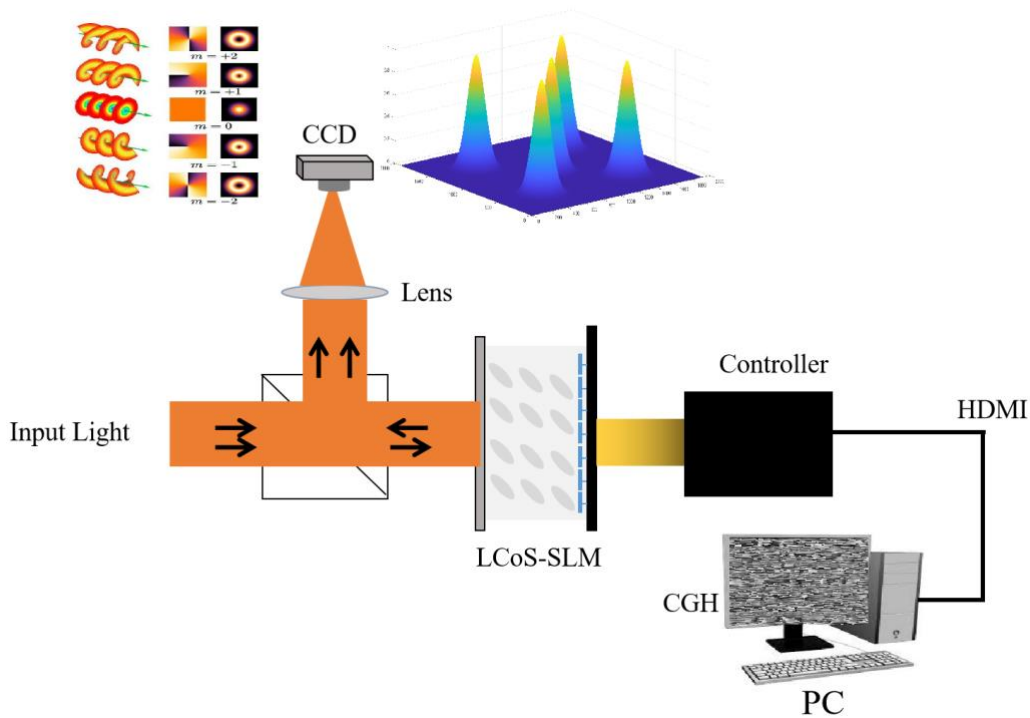 m = +2
m = +1
m = 0
m = −1
m = −2
CCD
Lens
Input Light
Controller
HDMI
LCoS-SLM
CGH
PC